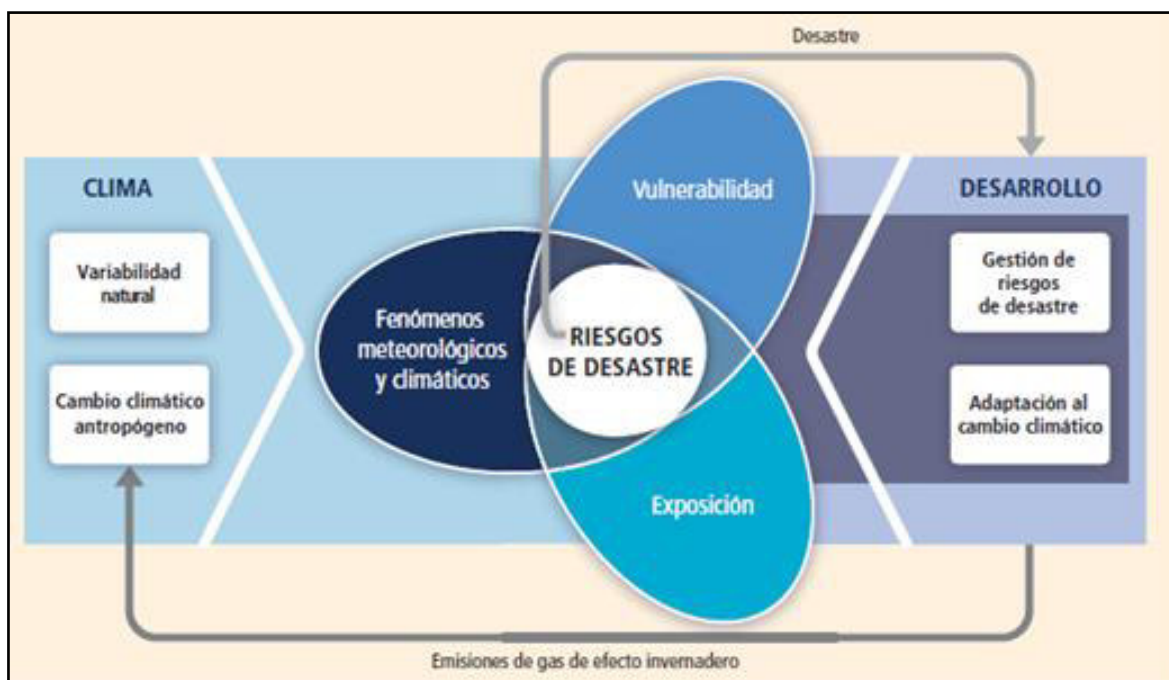 Desastre
CLIMA
Variabilidad
natural
Cambio climático
antropógeno
Fenómenos
meteorológicos
y climáticos
Vulnerabilidad
RIESGOS
DE DESASTRE
Exposición
DESARROLLO
Gestión de
riesgos
de desastre
Adaptación al
cambio climático
Emisiones de gas de efecto invernadero